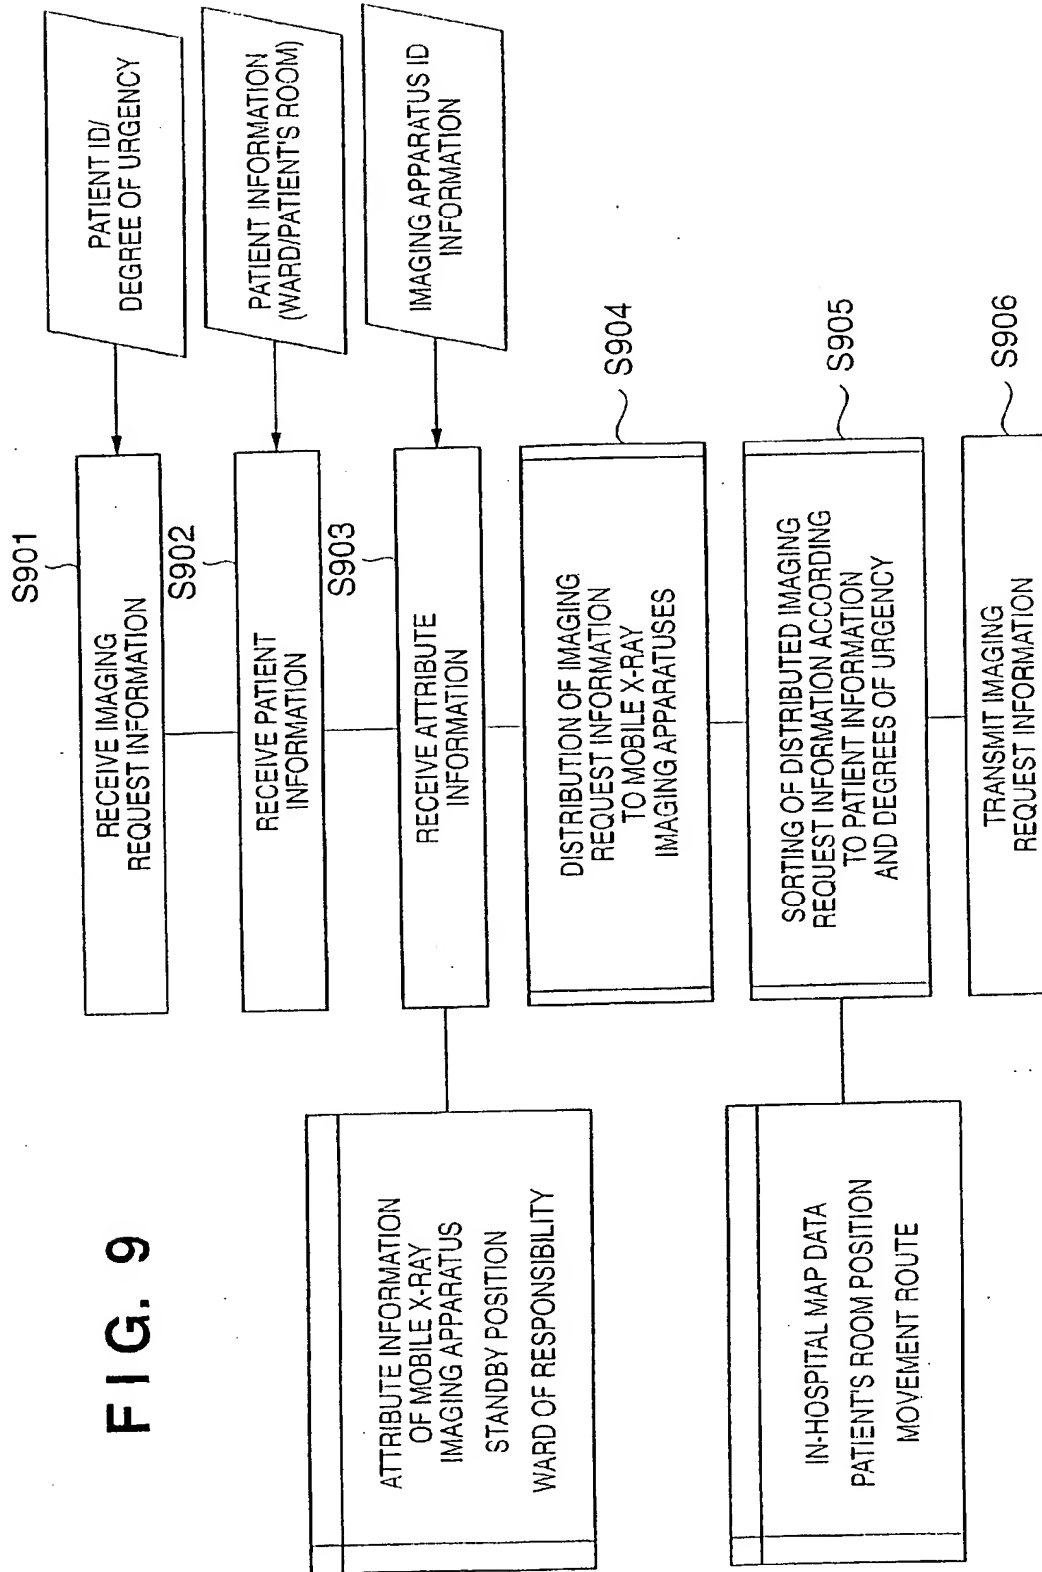 FIG. 9
S901
RECEIVE IMAGING
REQUEST INFORMATION
PATIENT ID/
DEGREE OF URGENCY
S902
RECEIVE PATIENT
INFORMATION
PATIENT INFORMATION
(WARD/PATIENT'S ROOM)
S903
RECEIVE ATTRIBUTE
INFORMATION
IMAGING APPARATUS ID
INFORMATION
ATTRIBUTE INFORMATION
OF MOBILE X-RAY
IMAGING APPARATUS
STANDBY POSITION
WARD OF RESPONSIBILITY
S904
DISTRIBUTION OF IMAGING
REQUEST INFORMATION
TO MOBILE X-RAY
IMAGING APPARATUSES
S905
SORTING OF DISTRIBUTED IMAGING
REQUEST INFORMATION ACCORDING
TO PATIENT INFORMATION
AND DEGREES OF URGENCY
IN-HOSPITAL MAP DATA
PATIENT'S ROOM POSITION
MOVEMENT ROUTE
S906
TRANSMIT IMAGING
REQUEST INFORMATION